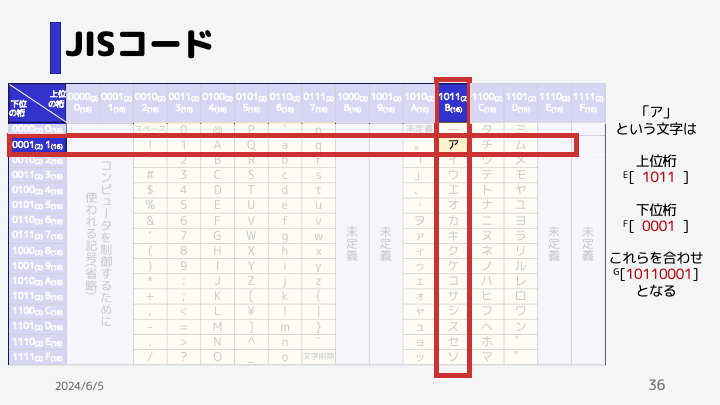 JISコード
上位の桁
下位の桁
0000(2) 0(16) 0001(2) 1(16) 0010(2) 2(16) 0011(2) 3(16) 0100(2) 4(16) 0101(2) 5(16) 0110(2) 6(16) 0111(2) 7(16) 1000(2) 8(16) 1001(2) 9(16) 1010(2) A(16) 1011(2) B(16) 1100(2) C(16) 1101(2) D(16) 1110(2) E(16) 1111(2) F(16)
0000(2) 0(16) スペース 0 @ P p 未定義 ー タ ミ
0001(2) 1(16) ! 1 A Q a q 。 ア チ ム
0010(2) 2(16) 2 B R b r イ ツ メ
0011(2) 3(16) # 3 C S c s 」 ウ テ モ
0100(2) 4(16) $ 4 D T d t 、 エ ト ヤ
0101(2) 5(16) % 5 E U e u ・ オ ナ ユ
0110(2) 6(16) & 6 F V f v ヲ カ ニ ヨ
0111(2) 7(16) ' 7 G W g w ァ キ ヌ ラ
1000(2) 8(16) ( 8 H X h x ィ ク ネ リ
1001(2) 9(16) ) 9 I Y i y ゥ ケ ノ ル
1010(2) A(16) * : J Z j z ェ コ ハ レ
1011(2) B(16) + ; K [ k { ォ サ ヒ ロ
1100(2) C(16) , < L ¥ l | ャ シ フ ワ
1101(2) D(16) - = M ] m } ュ ス ヘ ン
1110(2) E(16) . > N ^ n ‾ ョ セ ホ ゛
1111(2) F(16) / ? O _ o 文字削除 ッ ソ マ ゜
コンピュータを制御するために
使われる記号(省略)
未定義
未定義
未定義
未定義
「ア」
という文字は
上位桁
E[ 1011 ]
下位桁
F[ 0001 ]
これらを合わせ
G[10110001]
となる
2024/6/5
36